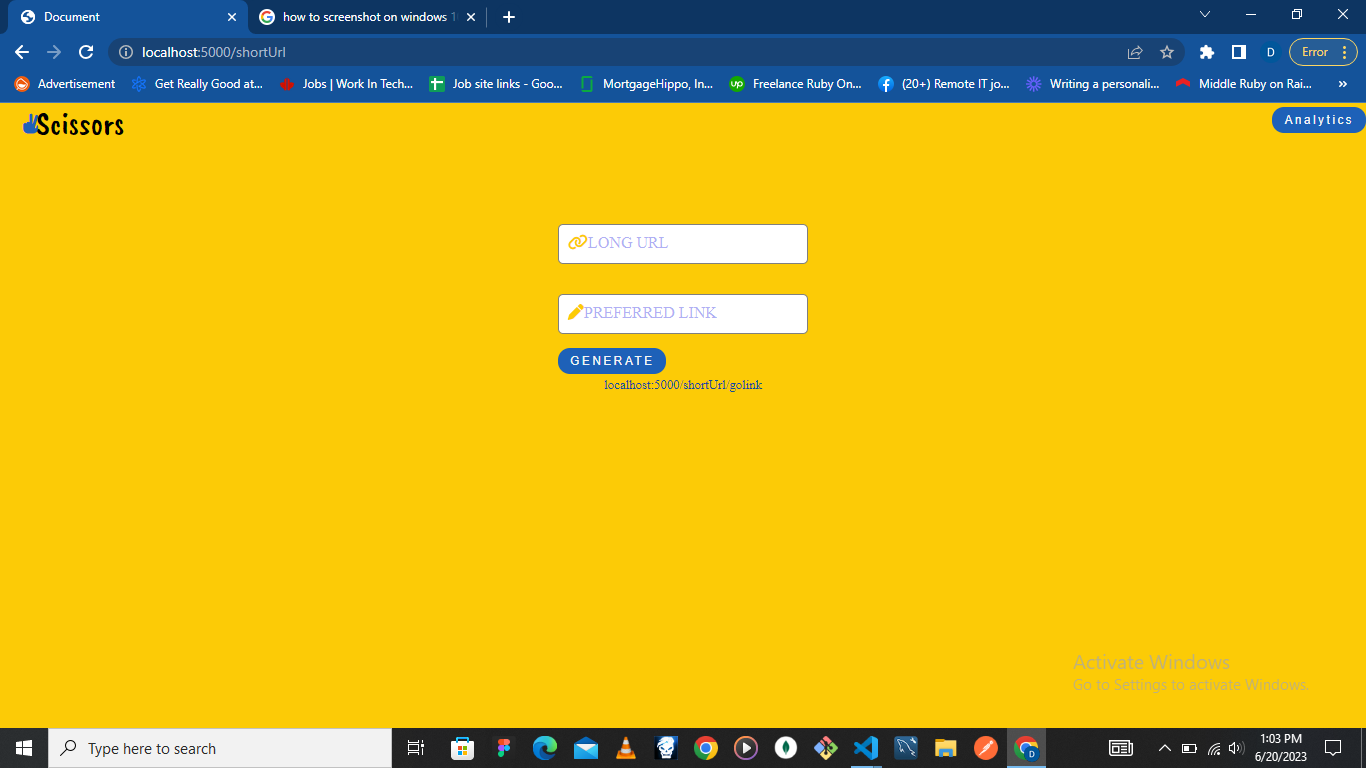 Document
how to screenshot on windows 1
localhost:5000/shortUrl
D
Error
Advertisement
Get Really Good at...
Jobs | Work In Tech...
Job site links - Goo...
MortgageHippo, In...
up
Freelance Ruby On...
(20+) Remote IT jo...
Writing a personali...
Middle Ruby on Rai...
»
Scissors
Analytics
LONG URL
PREFERRED LINK
GENERATE
localhost:5000/shortUrl/golink
Activate Windows
Go to Settings to activate Windows.
Type here to search
D
1:03 PM
6/20/2023